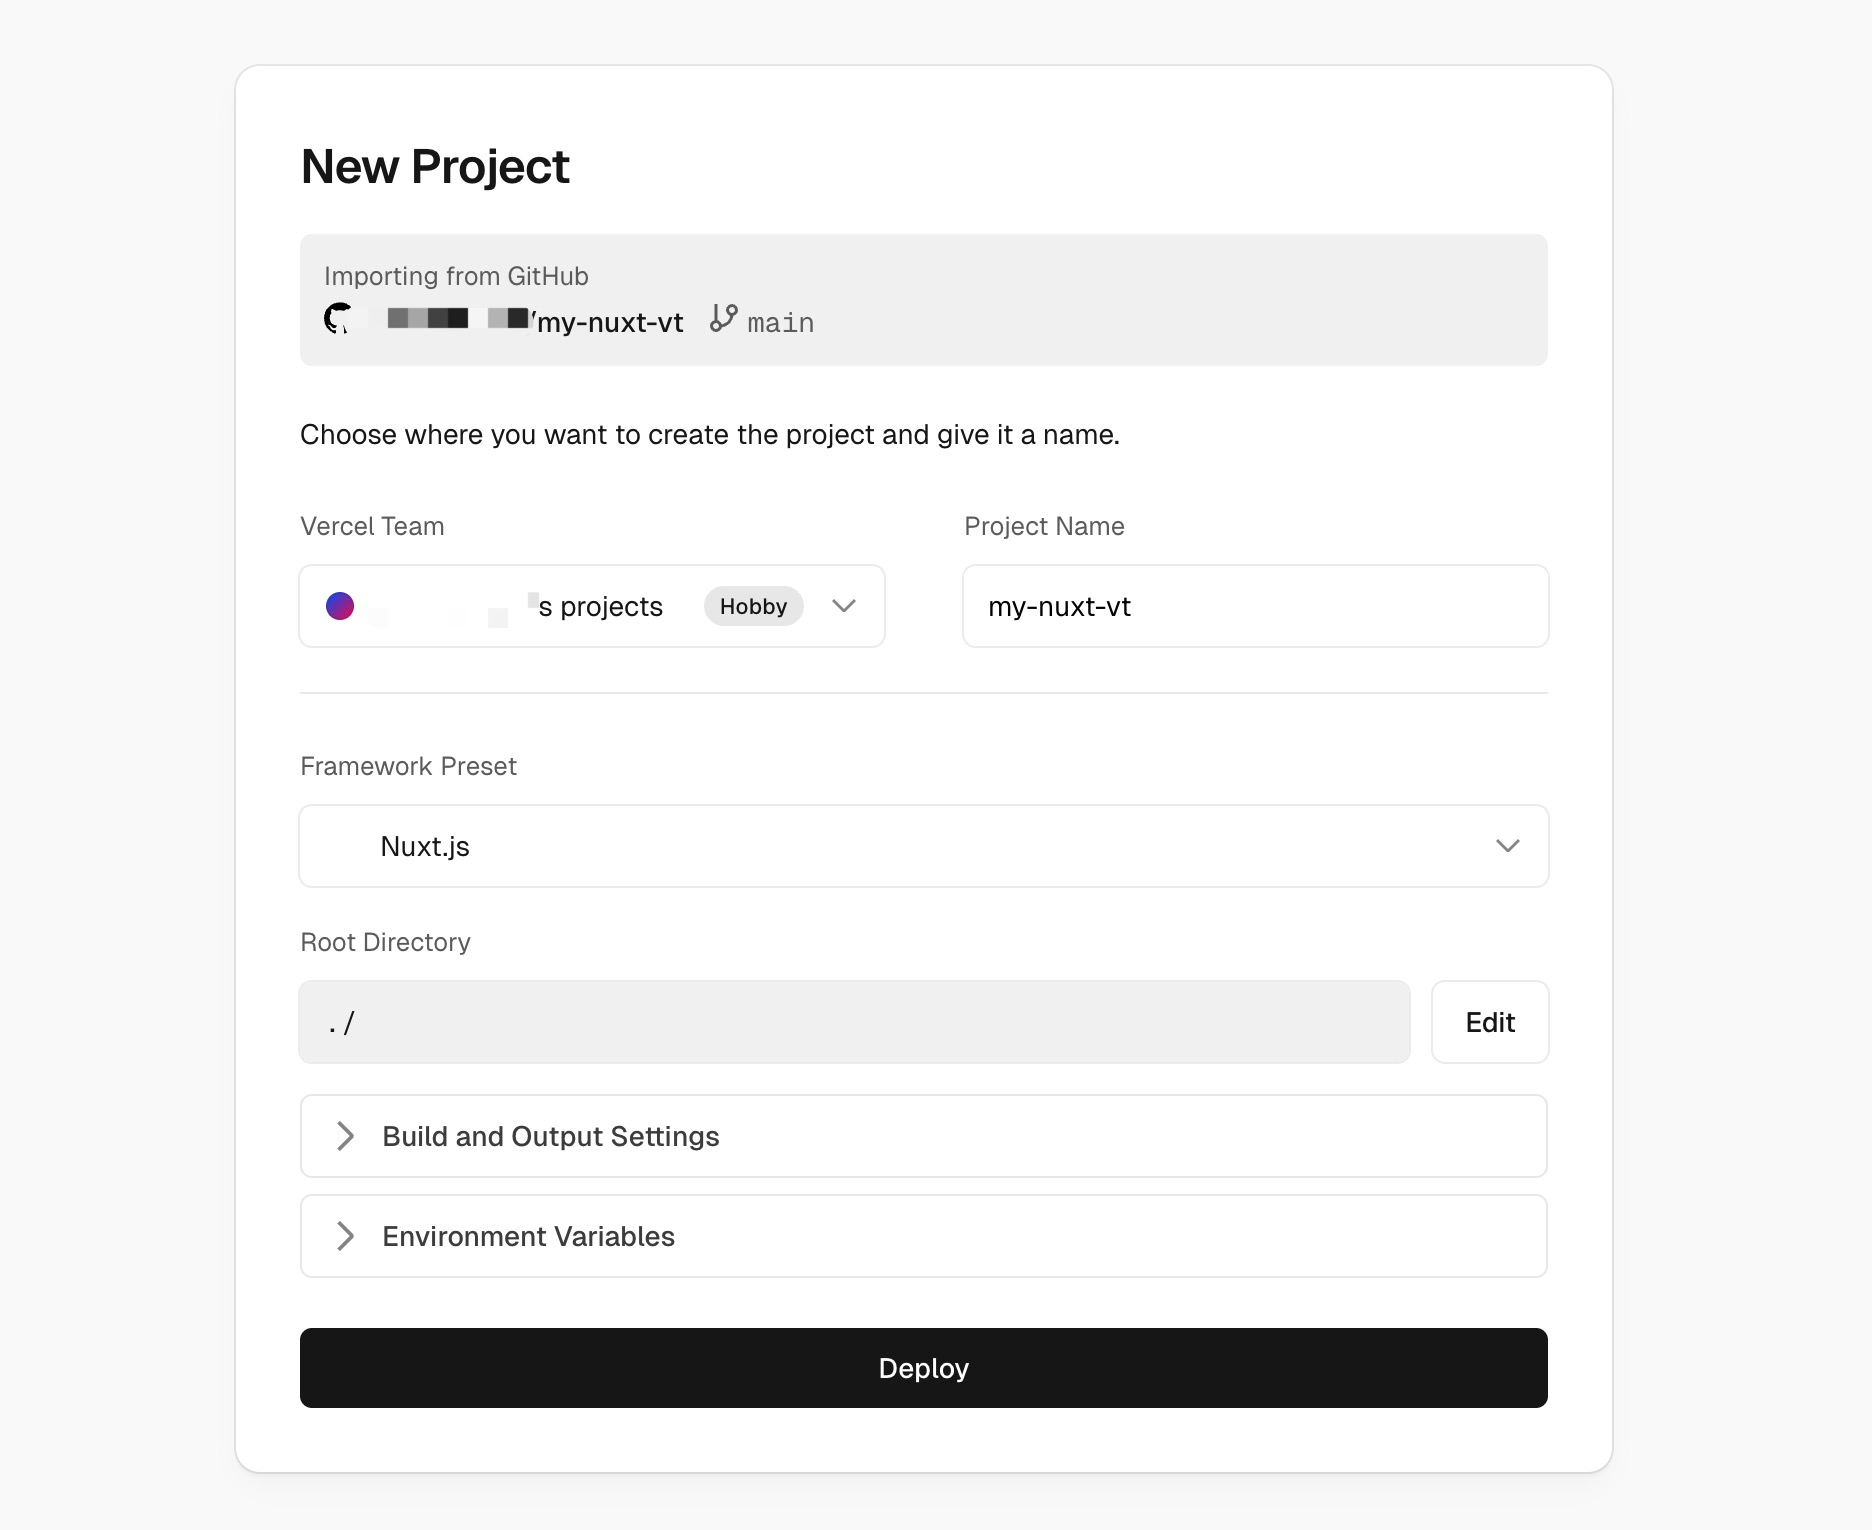 New Project
Importing from GitHub
/my-nuxt-vt main
Choose where you want to create the project and give it a name.
Vercel Team
Project Name
s projects Hobby
my-nuxt-vt
Framework Preset
Nuxt.js
Root Directory
./
Edit
Build and Output Settings
Environment Variables
Deploy